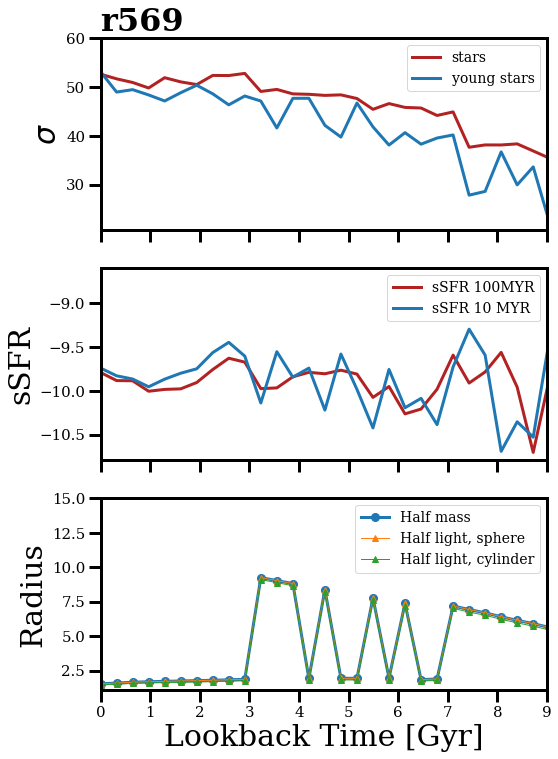 r569
60
50
40
30
σ
stars
young stars
-9.0
-9.5
-10.0
-10.5
sSFR
sSFR 100MYR
sSFR 10 MYR
15.0
12.5
10.0
7.5
5.0
2.5
Radius
Half mass
Half light, sphere
Half light, cylinder
0 1 2 3 4 5 6 7 8 9
Lookback Time [Gyr]